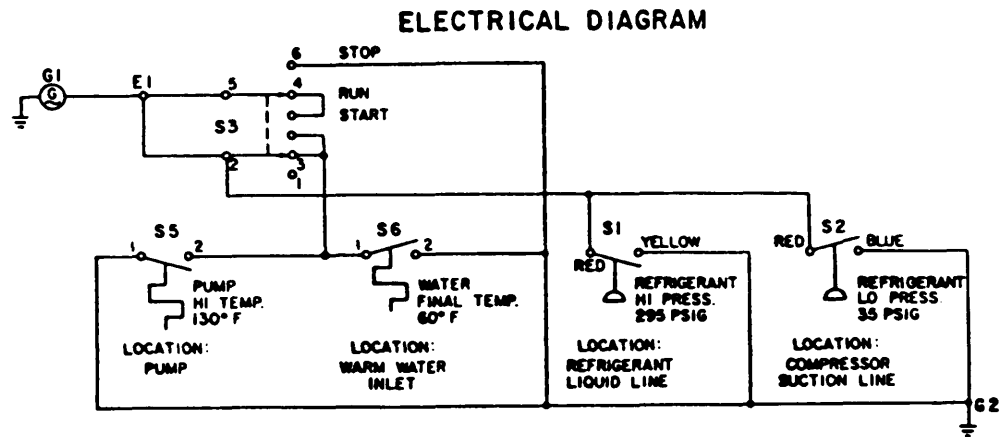 ELECTRICAL DIAGRAM
6 STOP
G1
G
E1
5
4
RUN
START
S3
2
3
1
S5
1
2
PUMP
HI TEMP.
130° F
LOCATION:
PUMP
S6
1
2
WATER
FINAL TEMP.
60° F
LOCATION:
WARM WATER
INLET
S1
RED
YELLOW
REFRIGERANT
HI PRESS.
295 PSIG
LOCATION:
REFRIGERANT
LIQUID LINE
S2
RED
BLUE
REFRIGERANT
LO PRESS.
35 PSIG
LOCATION:
COMPRESSOR
SUCTION LINE
G2